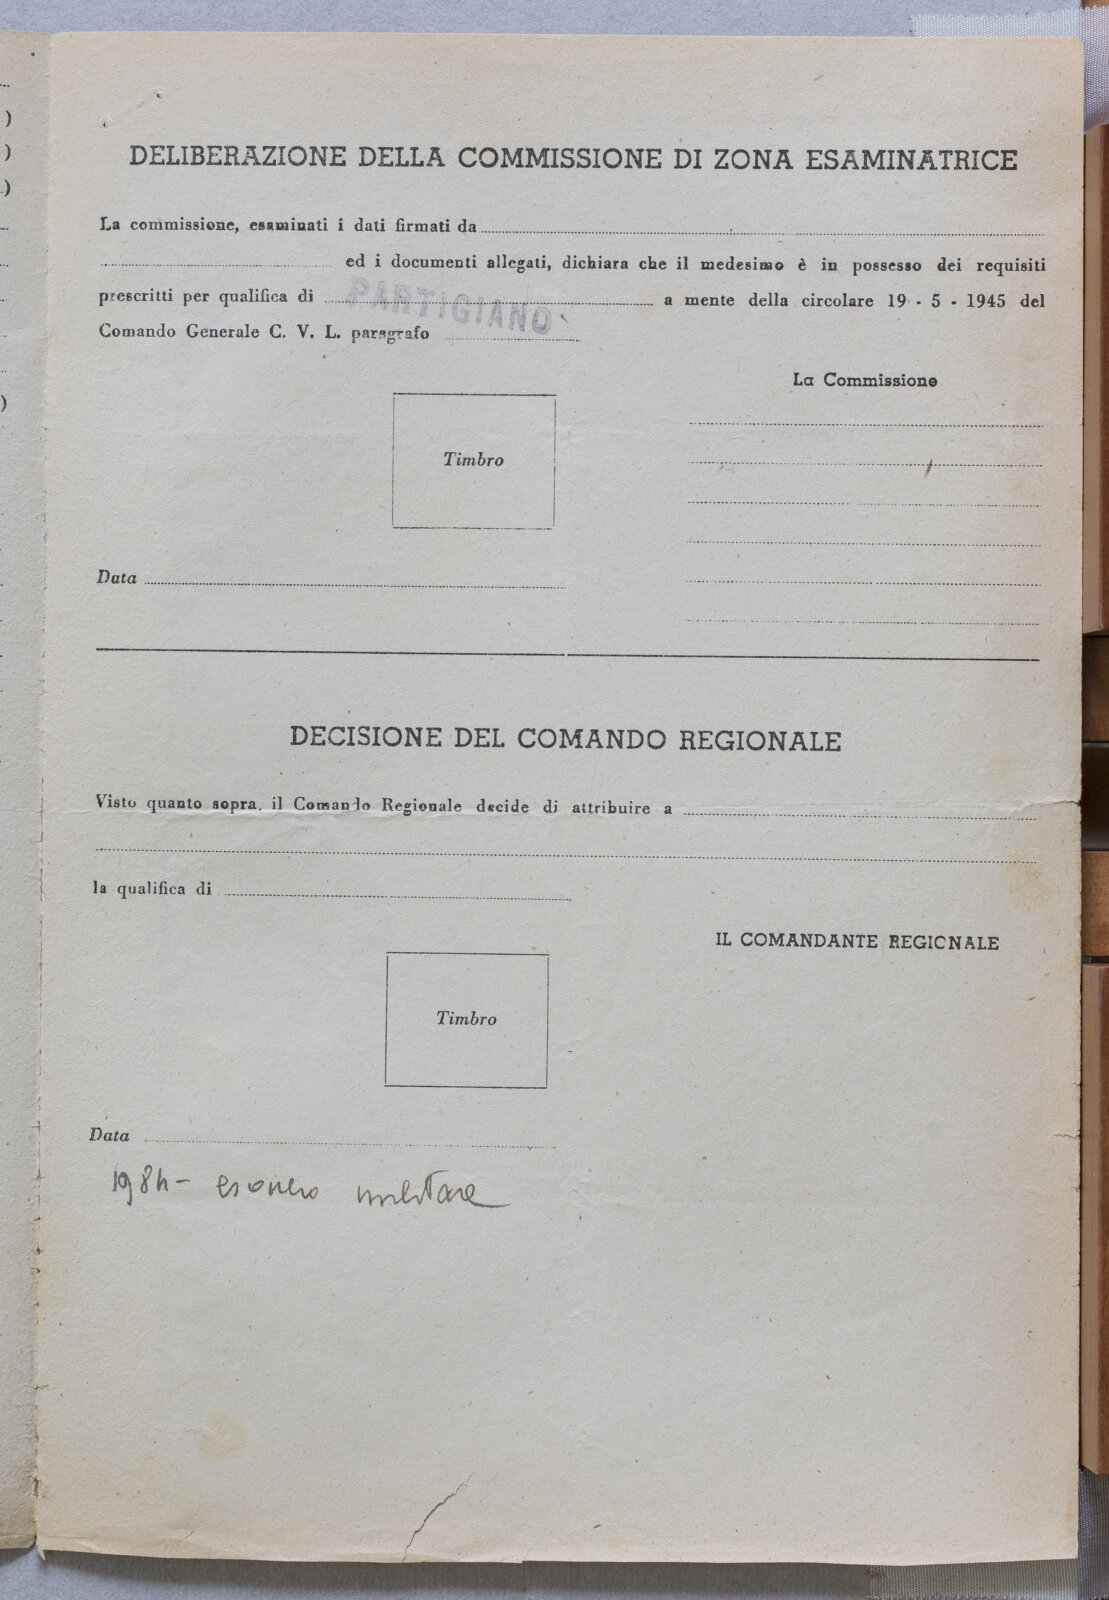 DELIBERAZIONE DELLA COMMISSIONE DI ZONA ESAMINATRICE
La commissione, esaminati i dati firmati da
ed i documenti allegati, dichiara che il medesimo è in possesso dei requisiti
prescritti per qualifica di PARTIGIANO a mente della circolare 19 - 5 - 1945 del
Comando Generale C. V. L. paragrafo
La Commissione
Timbro
Data
DECISIONE DEL COMANDO REGIONALE
Visto quanto sopra, il Comando Regionale decide di attribuire a
la qualifica di
IL COMANDANTE REGIONALE
Timbro
Data
1984 - esonero militare